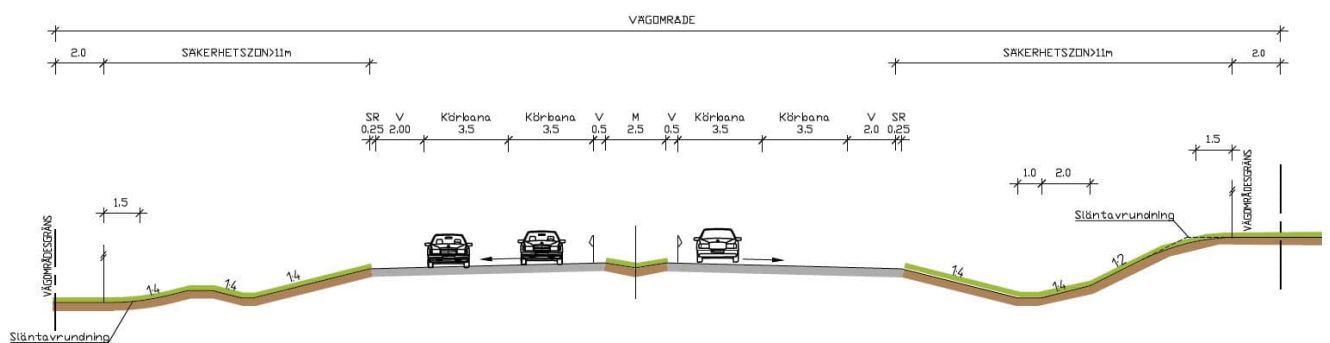 VÄGOMRÅDE
2.0 SÄKERHETSZON>11m SÄKERHETSZON>11m 2.0
SR V Körbana Körbana V M V Körbana Körbana V SR
0.25 2.00 3.5 3.5 0.5 2.5 0.5 3.5 3.5 2.0 0.25
1.5
1.0 2.0
1.5
VÄGOMRÅDESGRÄNS
VÄGOMRÅDESGRÄNS
Släntavrundning
1:4 1:4 1:4
1:4 1:4 1:2
Släntavrundning